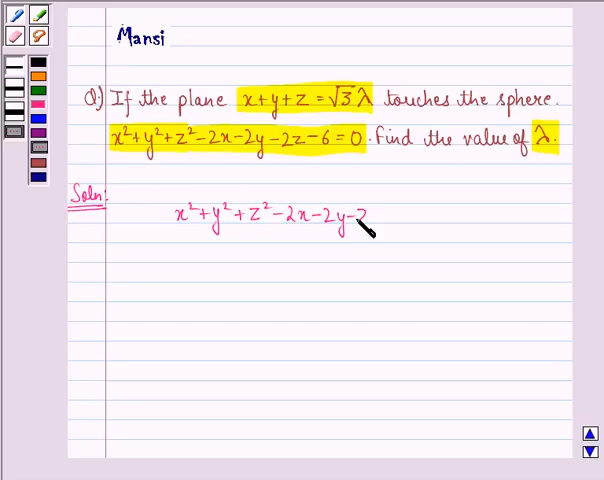 Mansi
Q) If the plane x+y+z = √3 λ touches the sphere.
x²+y²+z²-2x-2y-2z-6=0. Find the value of λ.
Soln:
x²+y²+z²-2x-2y-2